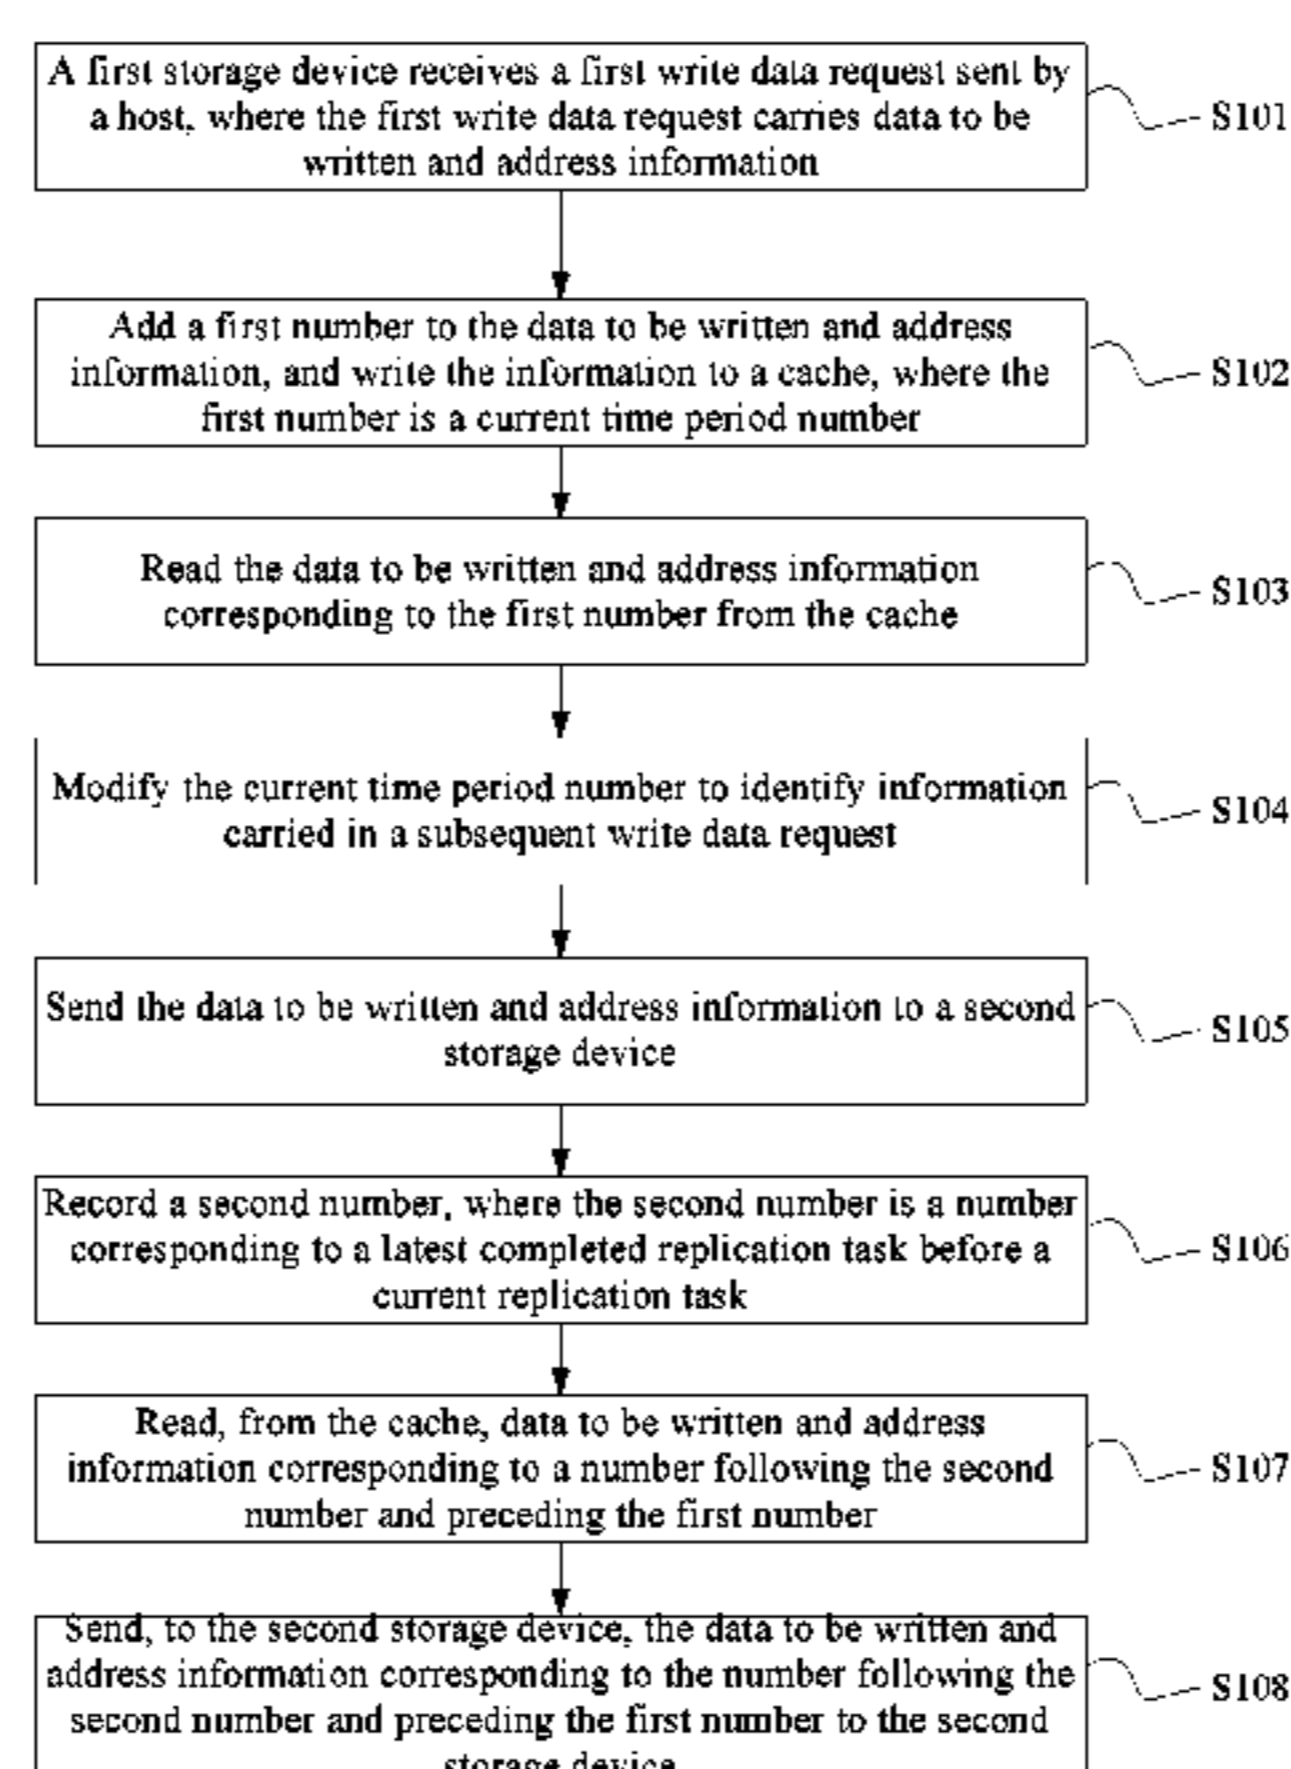 A first storage device receives a first write data request sent by
a host, where the first write data request carries data to be
written and address information
S101
Add a first number to the data to be written and address
information, and write the information to a cache, where the
first number is a current time period number
S102
Read the data to be written and address information
corresponding to the first number from the cache
S103
Modify the current time period number to identify information
carried in a subsequent write data request
S104
Send the data to be written and address information to a second
storage device
S105
Record a second number, where the second number is a number
corresponding to a latest completed replication task before a
current replication task
S106
Read, from the cache, data to be written and address
information corresponding to a number following the second
number and preceding the first number
S107
Send, to the second storage device, the data to be written and
address information corresponding to the number following the
second number and preceding the first number to the second
storage device
S108